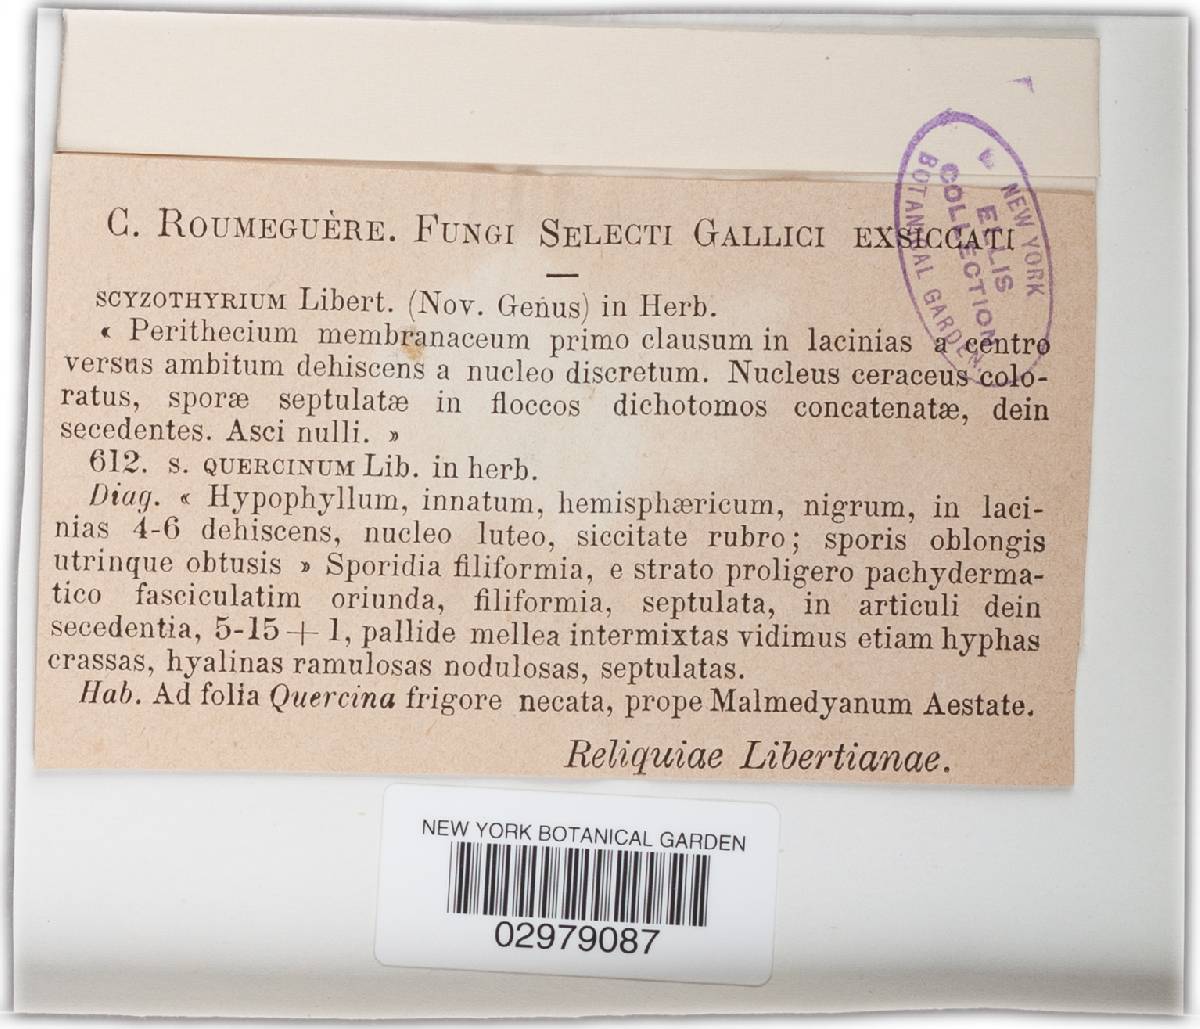 C. ROUMEGUÈRE. FUNGI SELECTI GALLICI EXSICCATI
SCYZOTHYRIUM Libert. (Nov. Genus) in Herb.
« Perithecium membranaceum primo clausum in lacinias a centro
versus ambitum dehiscens a nucleo discretum. Nucleus ceraceus colo-
ratus, sporæ septulatæ in floccos dichotomos concatenatæ, dein
secedentes. Asci nulli. »
612. S. QUERCINUM Lib. in herb.
Diag. « Hypophyllum, innatum, hemisphæricum, nigrum, in laci-
nias 4-6 dehiscens, nucleo luteo, siccitate rubro; sporis oblongis
utrinque obtusis » Sporidia filiformia, e strato proligero pachyderma-
tico fasciculatim oriunda, filiformia, septulata, in articuli dein
secedentia, 5-15 + 1, pallide mellea intermixtas vidimus etiam hyphas
crassas, hyalinas ramulosas nodulosas, septulatas.
Hab. Ad folia Quercina frigore necata, prope Malmedyanum Aestate.
Reliquiae Libertianae.
NEW YORK
ELLIS
COLLECTION
BOTANICAL GARDEN
NEW YORK BOTANICAL GARDEN
02979087